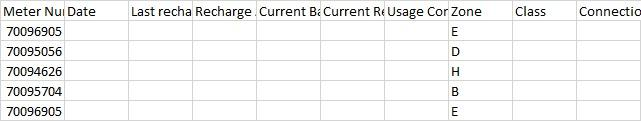 Meter Nu Date Last recha Recharge Current Ba Current Re Usage Con Zone Class Connectio
70096905 E
70095056 D
70094626 H
70095704 B
70096905 E